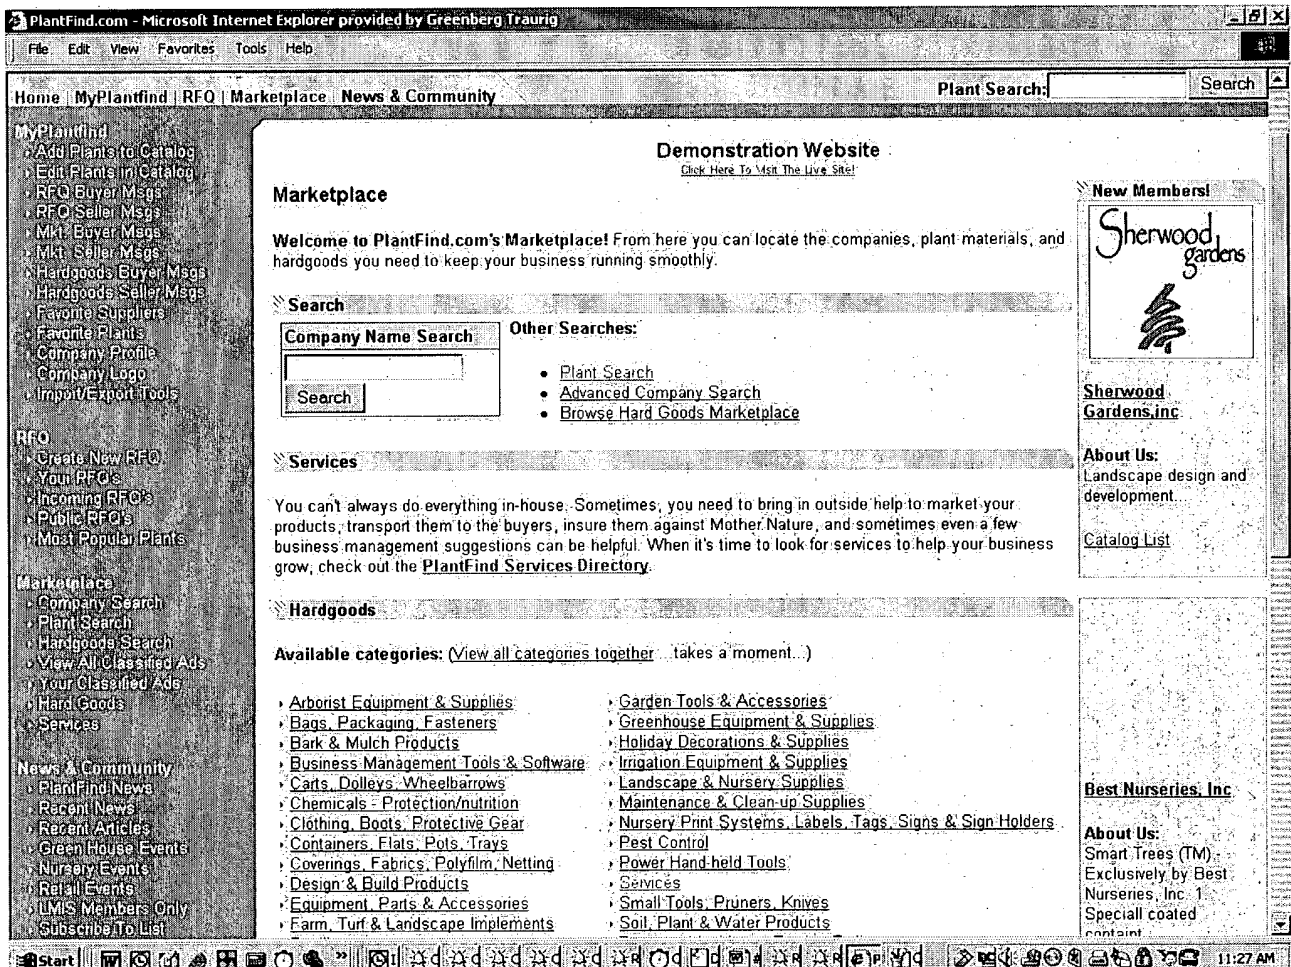 PlantFind.com - Microsoft Internet Explorer provided by Greenberg Traurig
File Edit View Favorites Tools Help
Home | MyPlantfind | RFQ | Marketplace News & Community
Plant Search: Search
MyPlantfind
Add Plants to Catalog
Edit Plants in Catalog
RFQ Buyer Msgs
RFQ Seller Msgs
Mkt. Buyer Msgs
Mkt. Seller Msgs
Hardgoods Buyer Msgs
Hardgoods Seller Msgs
Favorite Suppliers
Favorite Plants
Company Profile
Company Logo
Import/Export Tools
RFQ
Create New RFQ
Your RFQ's
Incoming RFQ's
Public RFQ's
Most Popular Plants
Marketplace
Company Search
Plant Search
Hardgoods Search
View All Classified Ads
Your Classified Ads
Hard Goods
Services
News & Community
PlantFind News
Recent News
Recent Articles
Green House Events
Nursery Events
Retail Events
LMIS Members Only
Subscribe To List
Demonstration Website
Click Here To Visit The Live Site!
Marketplace
Welcome to PlantFind.com's Marketplace! From here you can locate the companies, plant materials, and
hardgoods you need to keep your business running smoothly.
Search
Company Name Search
Search
Other Searches:
Plant Search
Advanced Company Search
Browse Hard Goods Marketplace
Services
You can't always do everything in-house. Sometimes, you need to bring in outside help to market your
products, transport them to the buyers, insure them against Mother Nature, and sometimes even a few
business management suggestions can be helpful. When it's time to look for services to help your business
grow, check out the PlantFind Services Directory.
Hardgoods
Available categories: (View all categories together ...takes a moment...)
Arborist Equipment & Supplies
Bags, Packaging, Fasteners
Bark & Mulch Products
Business Management Tools & Software
Carts, Dolleys, Wheelbarrows
Chemicals - Protection/nutrition
Clothing, Boots, Protective Gear
Containers, Flats, Pots, Trays
Coverings, Fabrics, Polyfilm, Netting
Design & Build Products
Equipment, Parts & Accessories
Farm, Turf & Landscape Implements
Garden Tools & Accessories
Greenhouse Equipment & Supplies
Holiday Decorations & Supplies
Irrigation Equipment & Supplies
Landscape & Nursery Supplies
Maintenance & Clean-up Supplies
Nursery Print Systems, Labels, Tags, Signs & Sign Holders
Pest Control
Power Hand-held Tools
Services
Small Tools, Pruners, Knives
Soil, Plant & Water Products
New Members!
Sherwood
gardens
Sherwood
Gardens,inc
About Us:
Landscape design and
development...
Catalog List
Best Nurseries, Inc
About Us:
Smart Trees (TM) -
Exclusively by Best
Nurseries, Inc. 1.
Speciall coated
containt
Start
11:27 AM